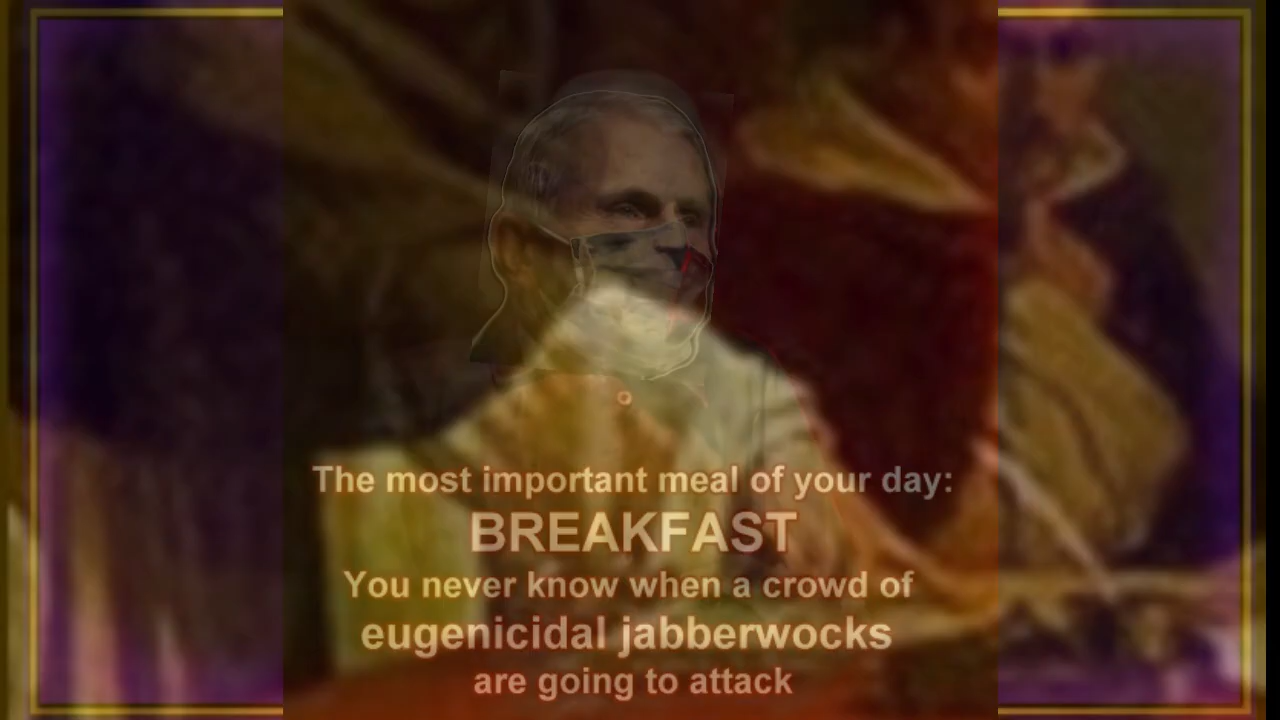 The most important meal of your day:
BREAKFAST
You never know when a crowd of
eugenicidal jabberwocks
are going to attack